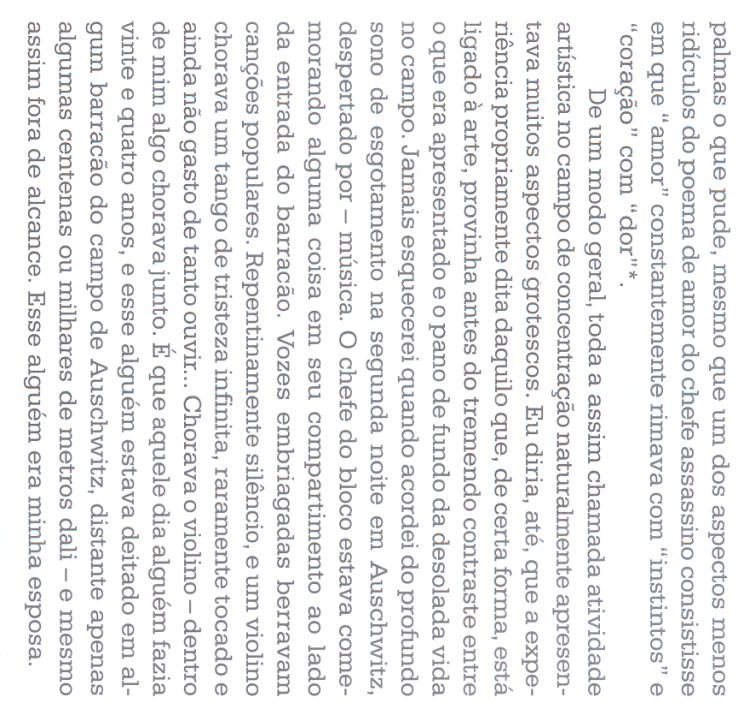 palmas o que pude, mesmo que um dos aspectos menos
ridículos do poema de amor do chefe assassino consistisse
em que “amor” constantemente rimava com “instintos” e
“coração” com “dor”*.
De um modo geral, toda a assim chamada atividade
artística no campo de concentração naturalmente apresen-
tava muitos aspectos grotescos. Eu diria, até, que a expe-
riência propriamente dita daquilo que, de certa forma, está
ligado à arte, provinha antes do tremendo contraste entre
o que era apresentado e o pano de fundo da desolada vida
no campo. Jamais esquecerei quando acordei do profundo
sono de esgotamento na segunda noite em Auschwitz,
despertado por – música. O chefe do bloco estava come-
morando alguma coisa em seu compartimento ao lado
da entrada do barracão. Vozes embriagadas berravam
canções populares. Repentinamente silêncio, e um violino
chorava um tango de tristeza infinita, raramente tocado e
ainda não gasto de tanto ouvir... Chorava o violino – dentro
de mim algo chorava junto. É que aquele dia alguém fazia
vinte e quatro anos, e esse alguém estava deitado em al-
gum barracão do campo de Auschwitz, distante apenas
algumas centenas ou milhares de metros dali – e mesmo
assim fora de alcance. Esse alguém era minha esposa.